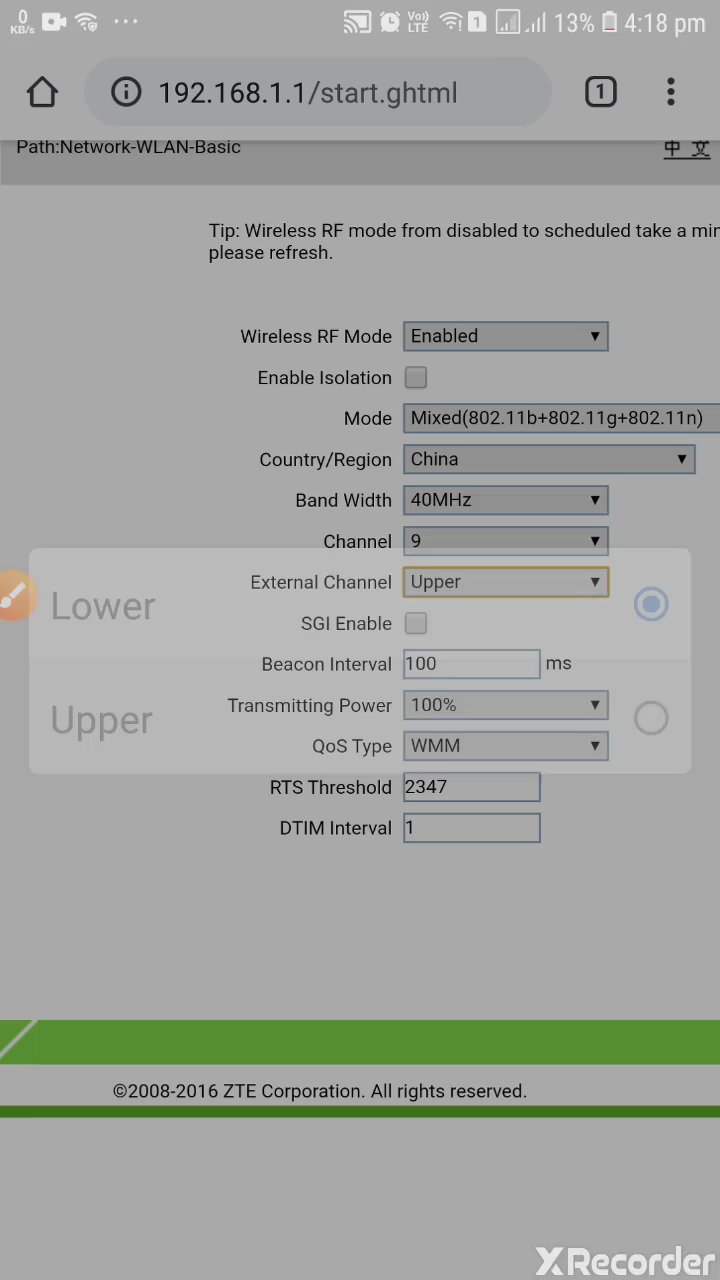 0
KB/s
Vo))
LTE
1
13%
4:18 pm
192.168.1.1/start.ghtml
1
Path:Network-WLAN-Basic
中 文
Tip: Wireless RF mode from disabled to scheduled take a min
please refresh.
Wireless RF Mode Enabled
Enable Isolation
Mode Mixed(802.11b+802.11g+802.11n)
Country/Region China
Band Width 40MHz
Channel 9
External Channel Upper
Lower
SGI Enable
Beacon Interval 100 ms
Transmitting Power 100%
Upper
QoS Type WMM
RTS Threshold 2347
DTIM Interval 1
©2008-2016 ZTE Corporation. All rights reserved.
XRecorder